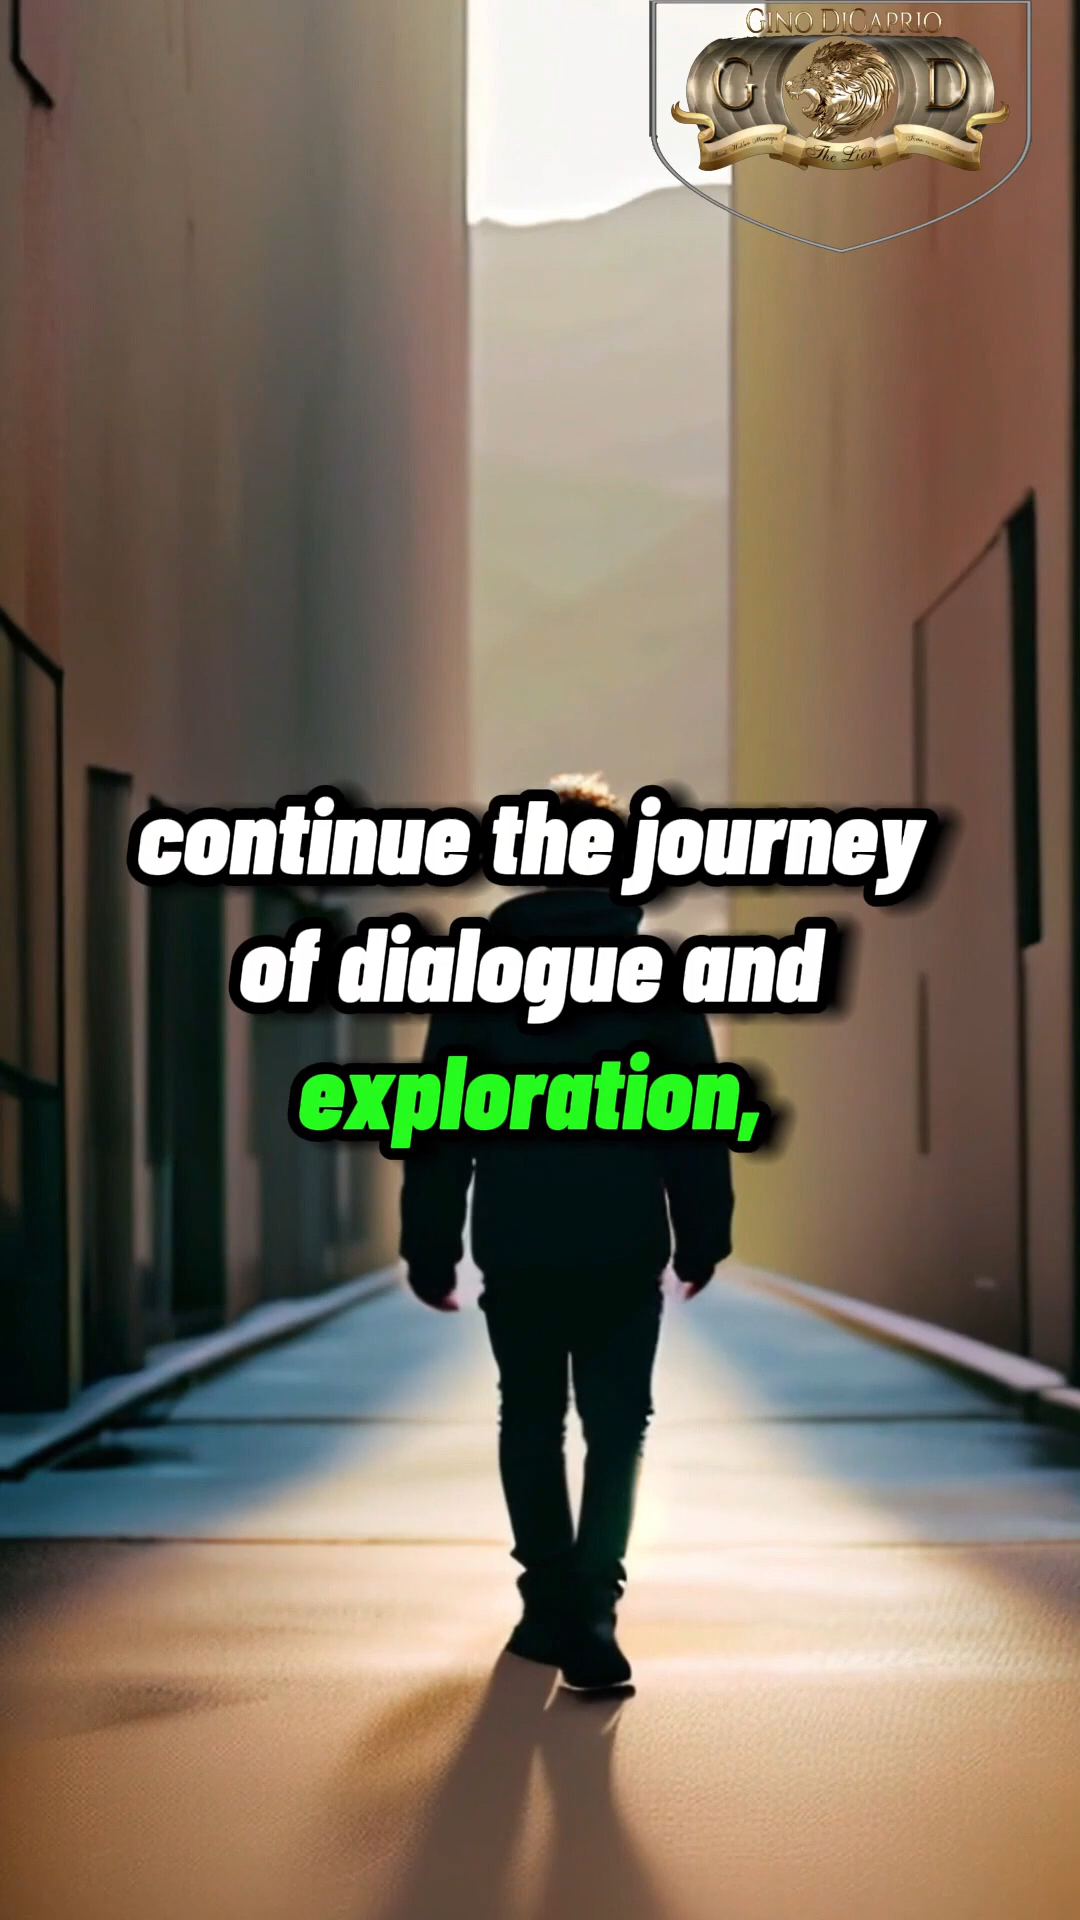 GINO DICAPRIO
G D
The Lion
continue the journey
of dialogue and
exploration,